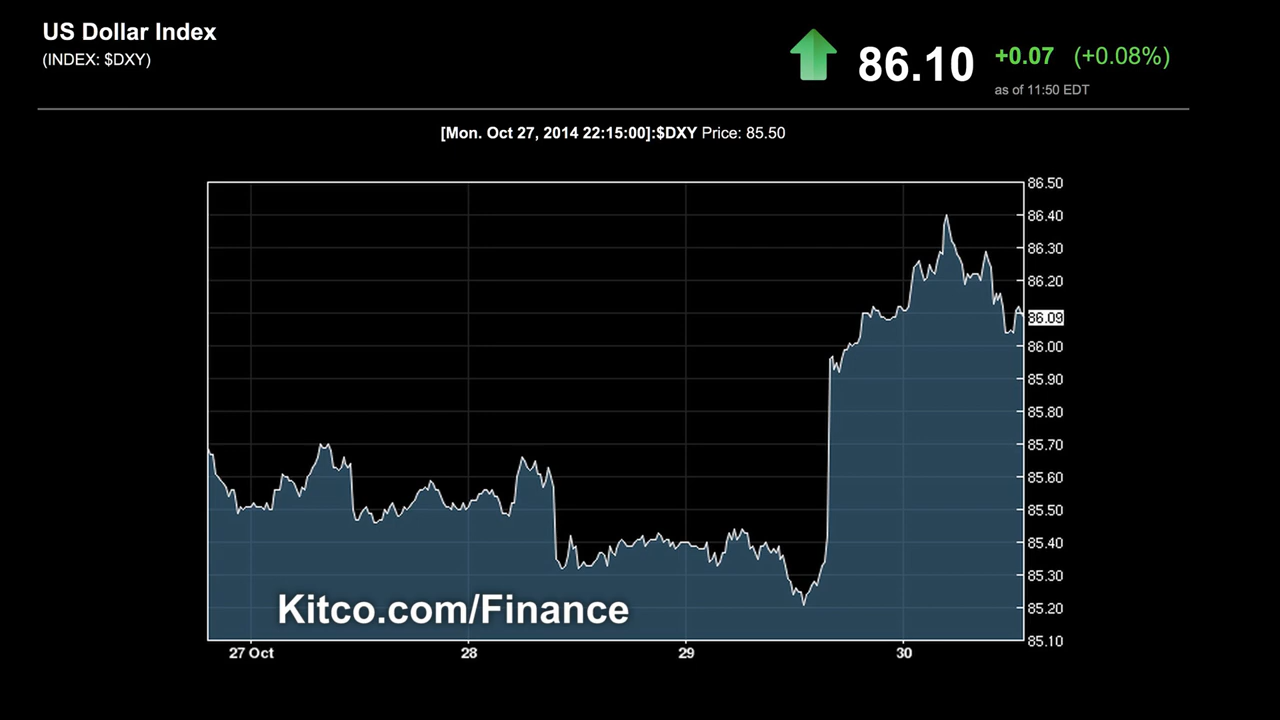 US Dollar Index
(INDEX: $DXY)
86.10
+0.07 (+0.08%)
as of 11:50 EDT
[Mon. Oct 27, 2014 22:15:00]:$DXY Price: 85.50
86.50
86.40
86.30
86.20
86.09
86.00
85.90
85.80
85.70
85.60
85.50
85.40
85.30
85.20
85.10
Kitco.com/Finance
27 Oct 28 29 30